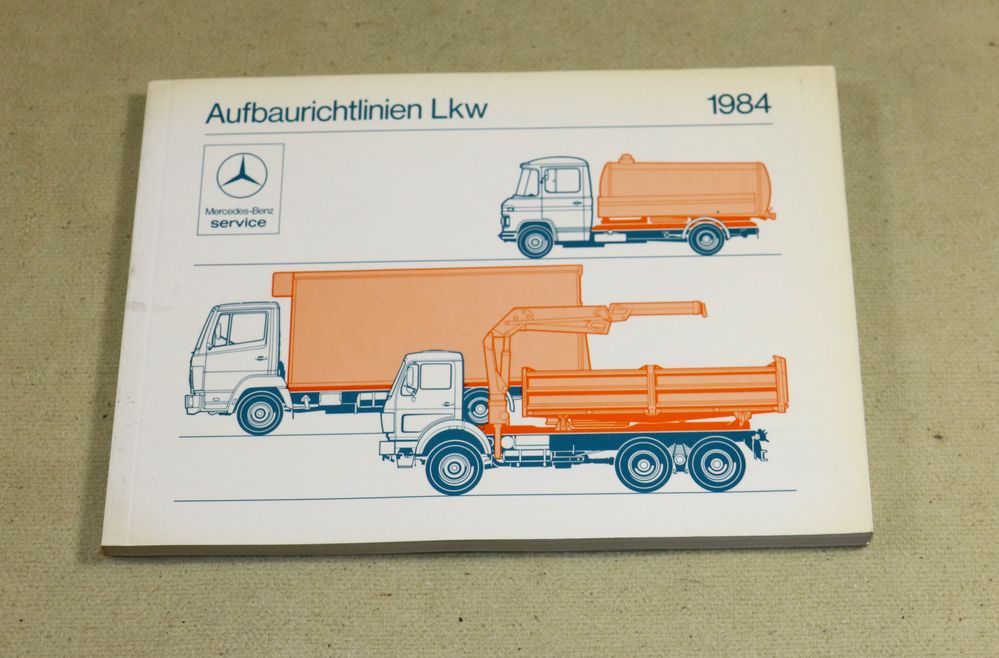 Aufbaurichtlinien Lkw 1984
Mercedes-Benz
service